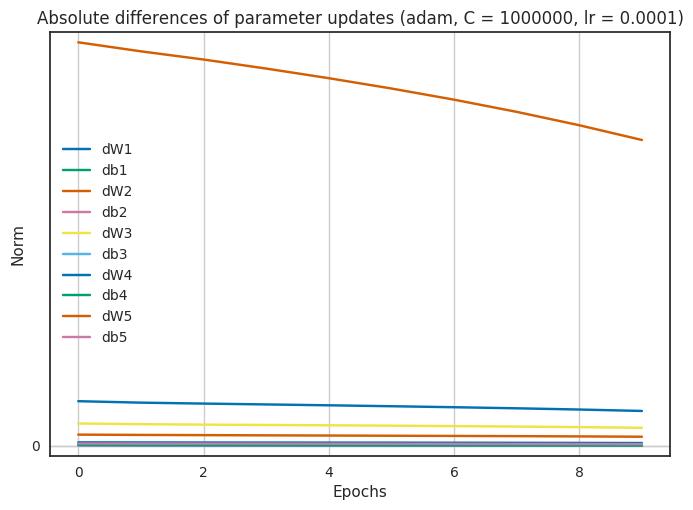 Absolute differences of parameter updates (adam, C = 1000000, lr = 0.0001)
Norm
dW1
db1
dW2
db2
dW3
db3
dW4
db4
dW5
db5
0
0 2 4 6 8
Epochs